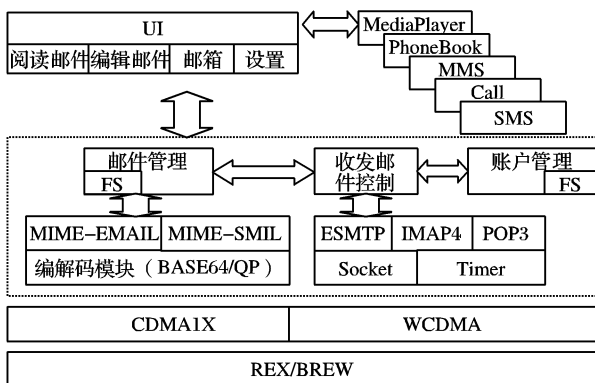 UI
阅读邮件 编辑邮件 邮箱 设置
MediaPlayer
PhoneBook
MMS
Call
SMS
邮件管理
FS
收发邮
件控制
账户管理
FS
MIME-EMAIL MIME-SMIL
编解码模块（BASE64/QP）
ESMTP IMAP4 POP3
Socket Timer
CDMA1X WCDMA
REX/BREW